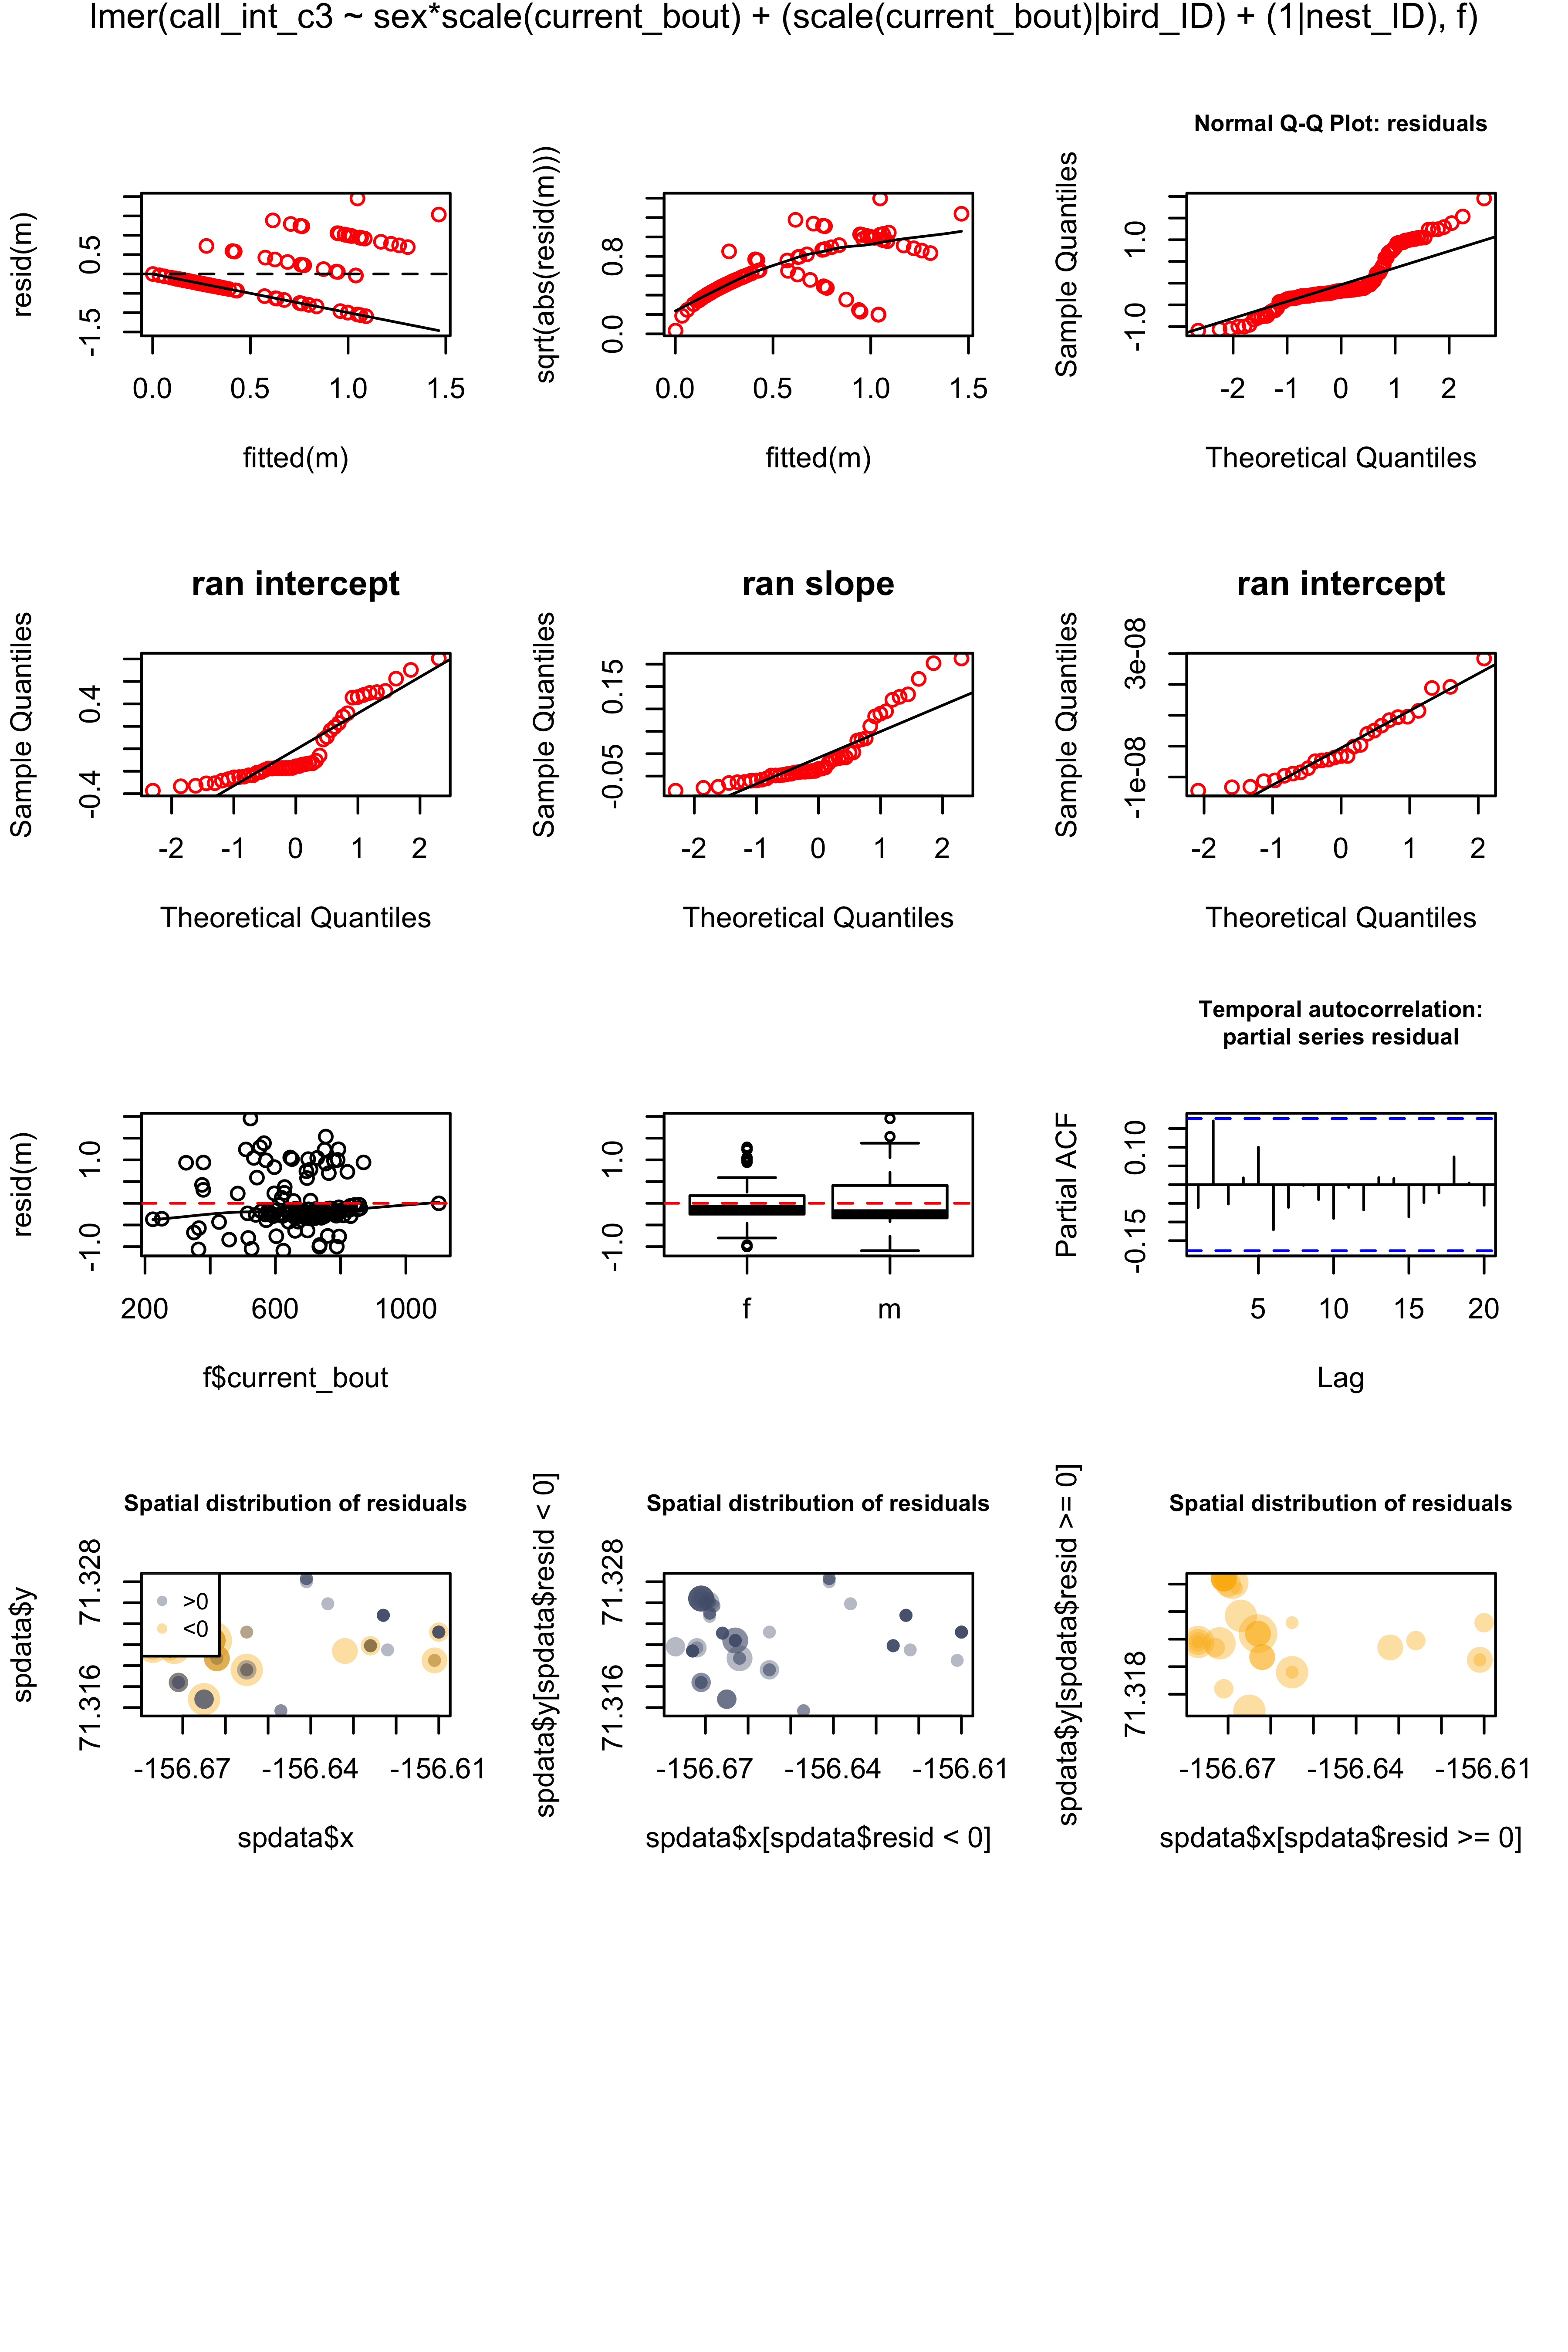 lmer(call_int_c3 ~ sex*scale(current_bout) + (scale(current_bout)|bird_ID) + (1|nest_ID), f)
resid(m)
-1.5
0.5
0.0
0.5
1.0
1.5
fitted(m)
sqrt(abs(resid(m)))
0.0
0.8
0.0
0.5
1.0
1.5
fitted(m)
Normal Q-Q Plot: residuals
Sample Quantiles
-1.0
1.0
-2
-1
0
1
2
Theoretical Quantiles
ran intercept
Sample Quantiles
-0.4
0.4
-2
-1
0
1
2
Theoretical Quantiles
ran slope
Sample Quantiles
-0.05
0.15
-2
-1
0
1
2
Theoretical Quantiles
ran intercept
Sample Quantiles
-1e-08
3e-08
-2
-1
0
1
2
Theoretical Quantiles
resid(m)
-1.0
1.0
200
600
1000
f$current_bout
-1.0
1.0
f
m
Temporal autocorrelation:
partial series residual
Partial ACF
-0.15
0.10
5
10
15
20
Lag
Spatial distribution of residuals
spdata$y
71.316
71.328
>0
<0
-156.67
-156.64
-156.61
spdata$x
Spatial distribution of residuals
spdata$y[spdata$resid < 0]
71.316
71.328
-156.67
-156.64
-156.61
spdata$x[spdata$resid < 0]
Spatial distribution of residuals
spdata$y[spdata$resid >= 0]
71.318
-156.67
-156.64
-156.61
spdata$x[spdata$resid >= 0]